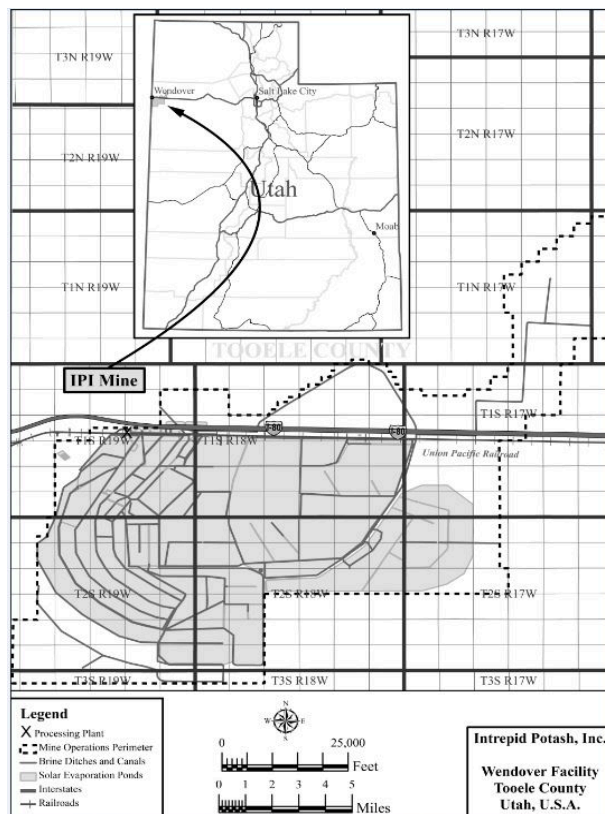 T3N R19W
T3N R17W
Wendover
Salt Lake City
T2N R19W
T2N R17W
Utah
Moab
T1N R19W
T1N R17W
TOOELE COUNTY
IPI Mine
T1S R17W
T1S R19W
T1S R18W
I-80
I-80
Union Pacific Railroad
T2S R19W
T2S R18W
T2S R17W
T3S R19W
T3S R18W
T3S R17W
Legend
Processing Plant
Mine Operations Perimeter
Brine Ditches and Canals
Solar Evaporation Ponds
Interstates
Railroads
N
W
E
S
0 25,000
Feet
0 1 2 3 4 5
Miles
Intrepid Potash, Inc.
Wendover Facility
Tooele County
Utah, U.S.A.